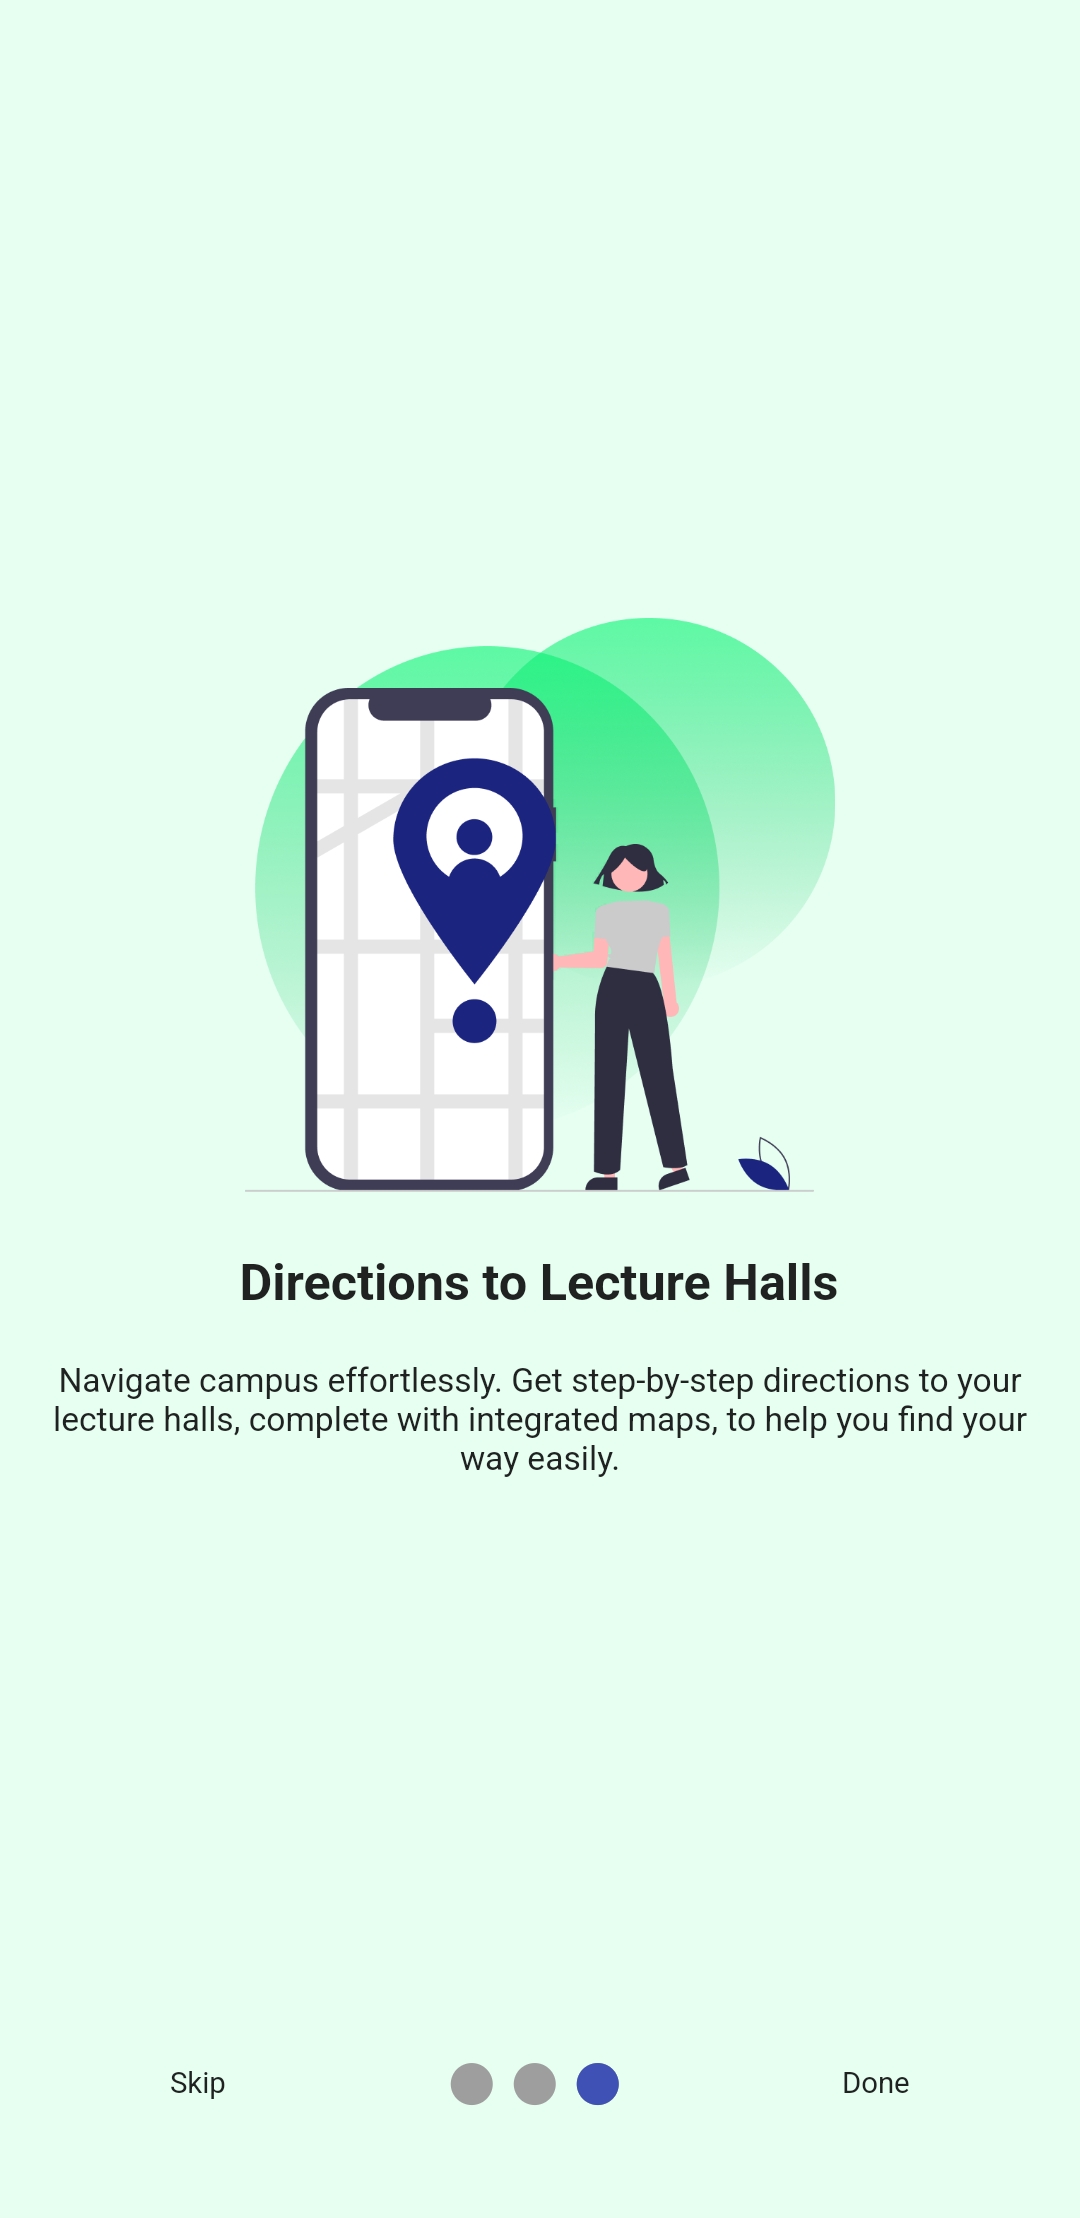 Directions to Lecture Halls
Navigate campus effortlessly. Get step-by-step directions to your
lecture halls, complete with integrated maps, to help you find your
way easily.
Skip
Done